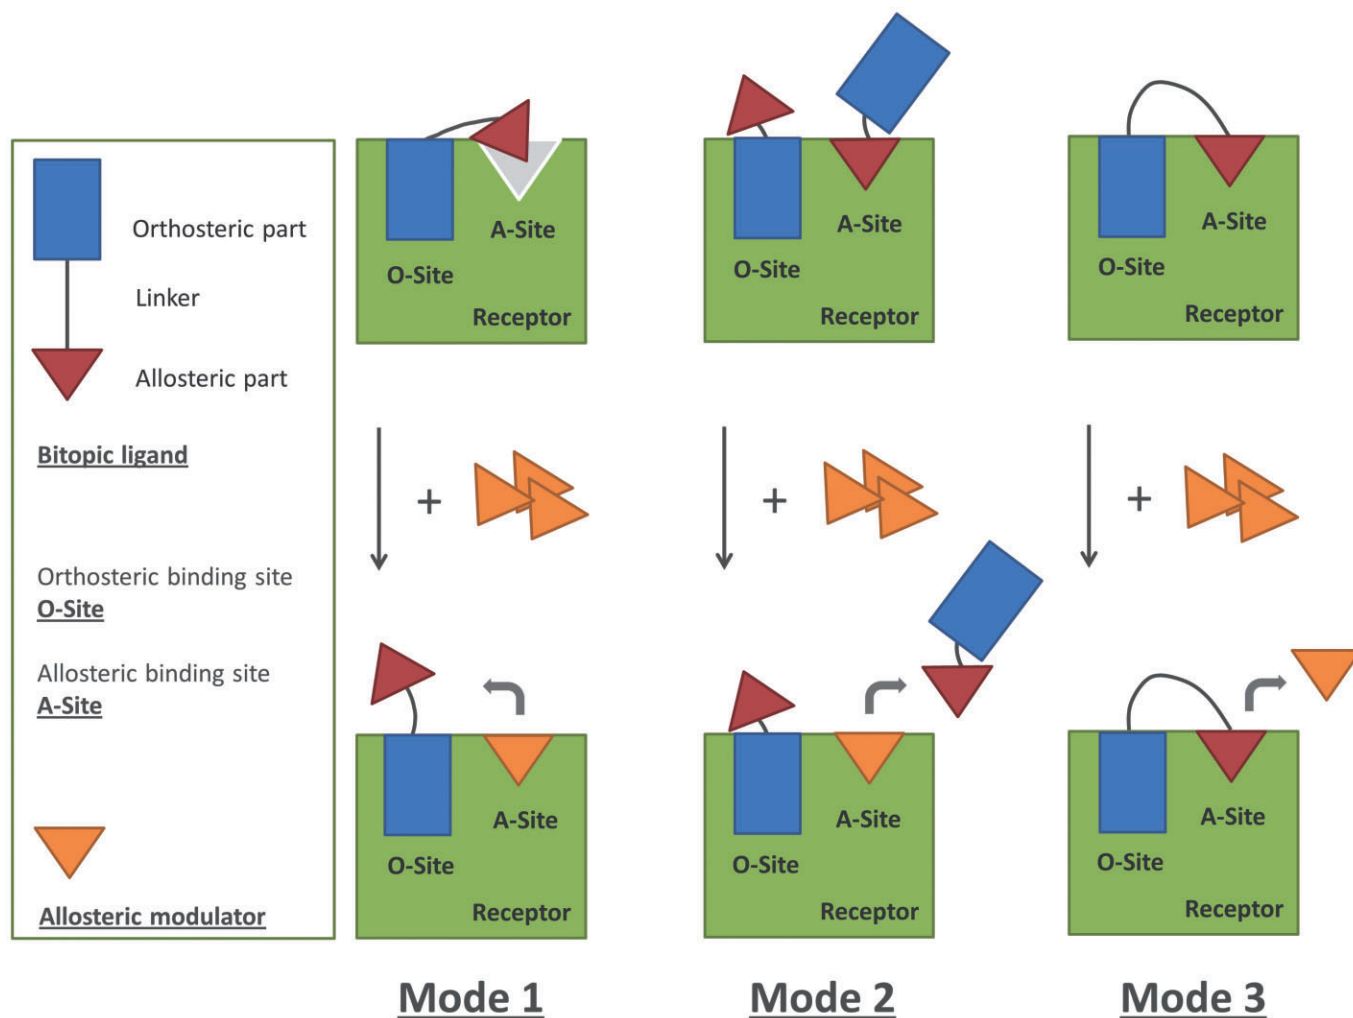 Orthosteric part
Linker
Allosteric part
Bitopic ligand
Orthosteric binding site
O-Site
Allosteric binding site
A-Site
Allosteric modulator
A-Site
O-Site
Receptor
+
A-Site
O-Site
Receptor
Mode 1
A-Site
O-Site
Receptor
+
A-Site
O-Site
Receptor
Mode 2
A-Site
O-Site
Receptor
+
A-Site
O-Site
Receptor
Mode 3